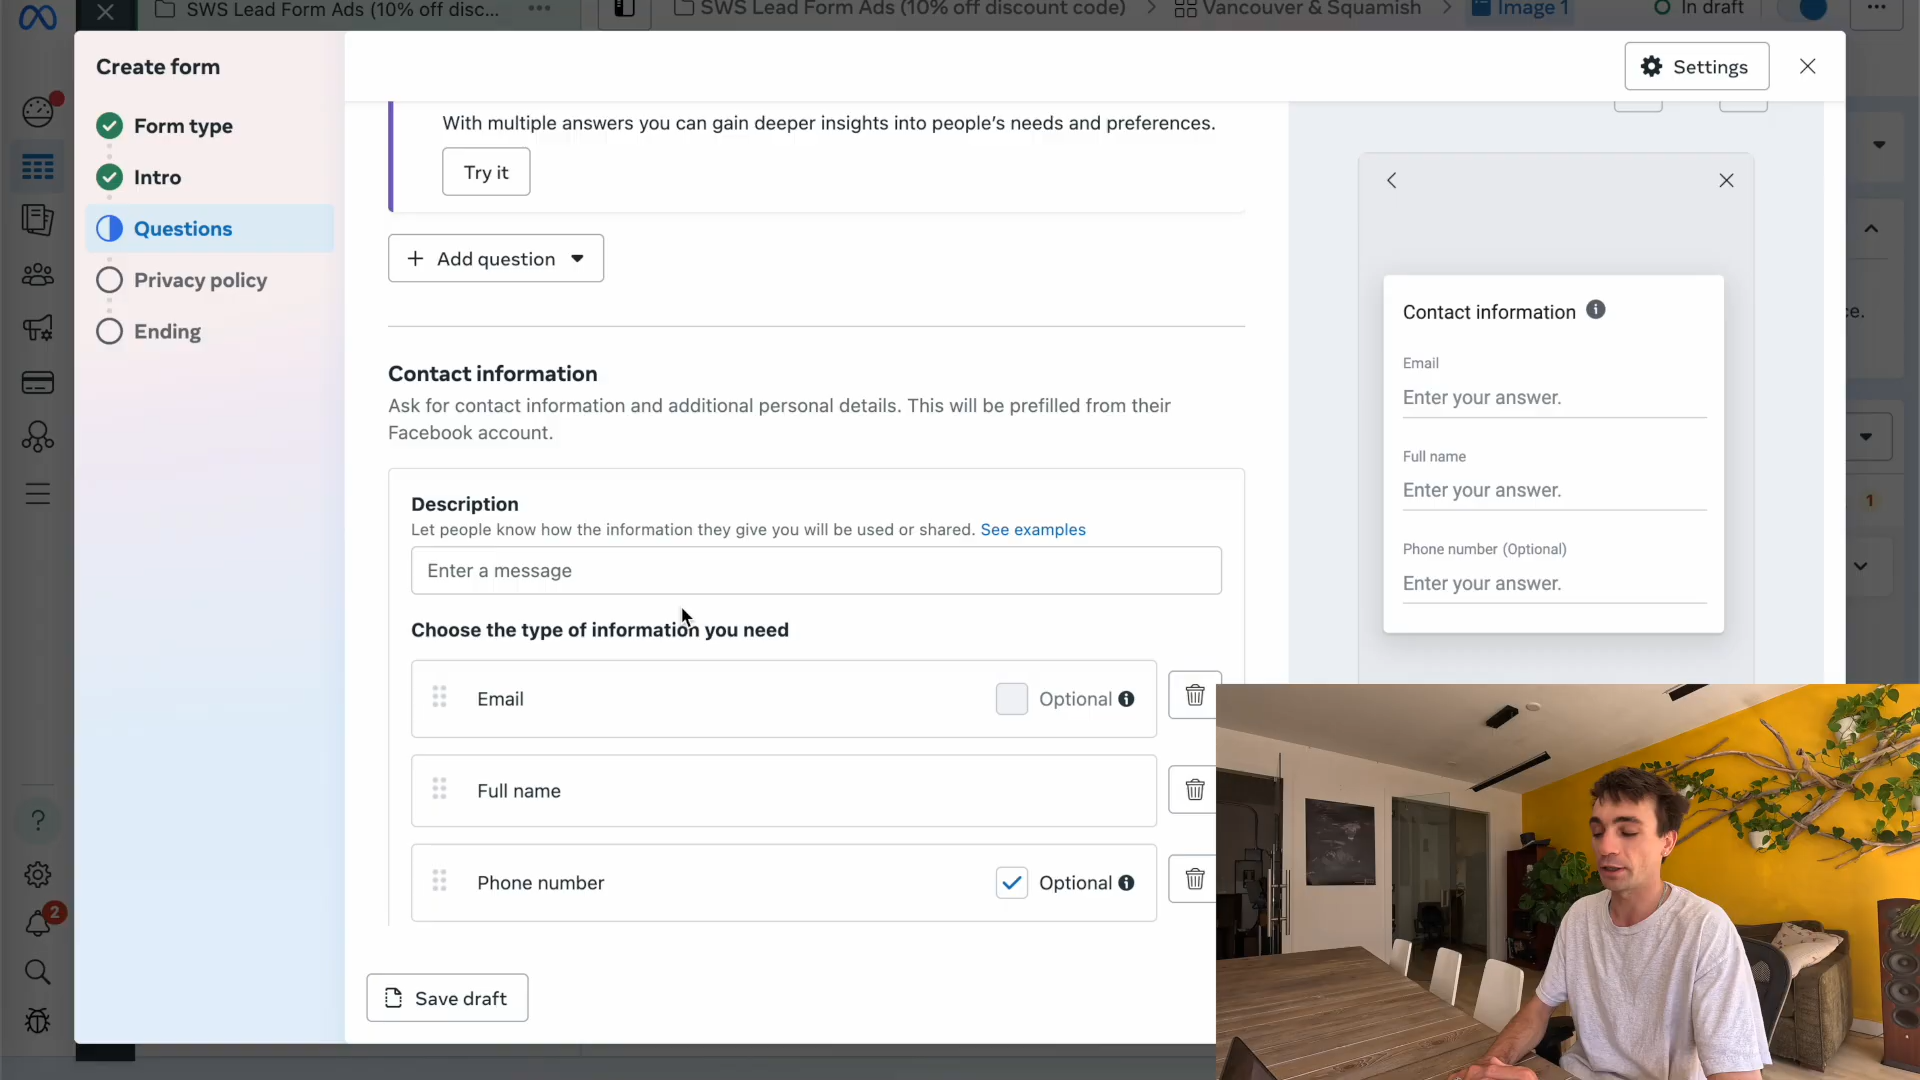 SWS Lead Form Ads (10% off disc...
SWS Lead Form Ads (10% off discount code)
Vancouver & Squamish
Image 1
In draft
Create form
Settings
Form type
Intro
Questions
Privacy policy
Ending
With multiple answers you can gain deeper insights into people's needs and preferences.
Try it
Add question
Contact information
Ask for contact information and additional personal details. This will be prefilled from their
Facebook account.
Description
Let people know how the information they give you will be used or shared. See examples
Enter a message
Choose the type of information you need
Email
Optional
Full name
Phone number
Optional
Save draft
Contact information
Email
Enter your answer.
Full name
Enter your answer.
Phone number (Optional)
Enter your answer.
ce.
1
2